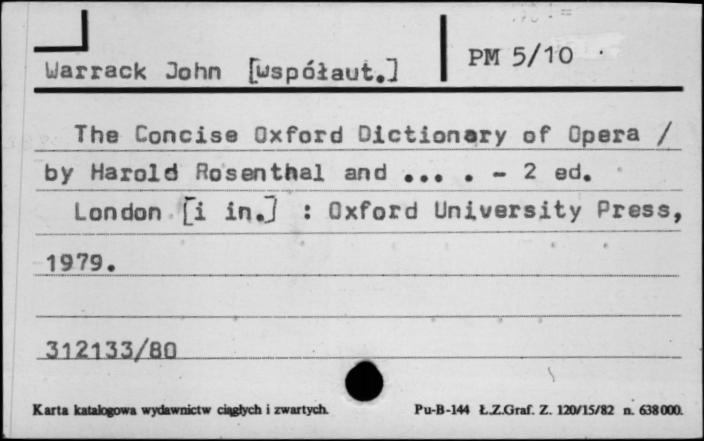 Warrack John [współaut.] PM 5/10
The Concise Oxford Dictionary of Opera /
by Harold Rosenthal and ... . - 2 ed.
London [i in.] : Oxford University Press,
1979.
312133/80
Karta katalogowa wydawnictw ciągłych i zwartych. Pu-B-144 Ł.Z.Graf. Z. 120/15/82 n. 638000.